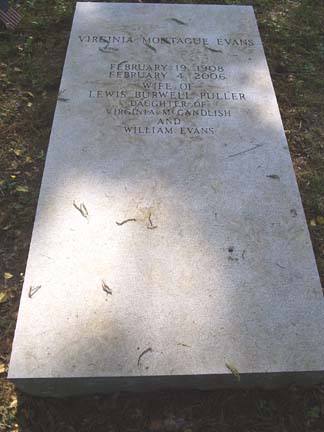 VIRGINIA MONTAGUE EVANS
FEBRUARY 19, 1908
FEBRUARY 4, 2006
WIFE OF
LEWIS BURWELL PULLER
DAUGHTER OF
VIRGINIA MCCANDLISH
AND
WILLIAM EVANS